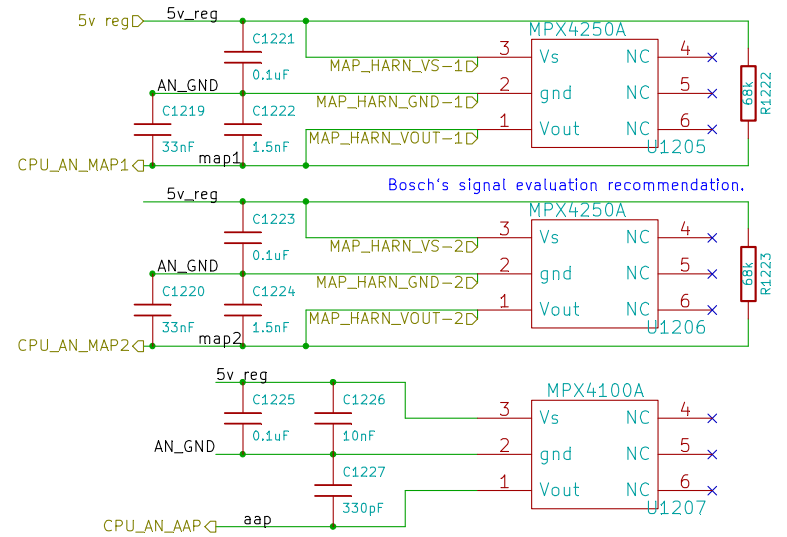 5v_reg
MPX4250A
5v reg
C1221
3
Vs
NC
4
0.1uF
MAP_HARN_VS-1
AN_GND
2
gnd
NC
5
68k
R1222
C1219
C1222
MAP_HARN_GND-1
1
Vout
NC
6
33nF
1.5nF
MAP_HARN_VOUT-1
U1205
CPU_AN_MAP1
map1
Bosch's signal evaluation recommendation.
5v_reg
MPX4250A
C1223
3
Vs
NC
4
0.1uF
MAP_HARN_VS-2
AN_GND
2
gnd
NC
5
68k
R1223
C1220
C1224
MAP_HARN_GND-2
1
Vout
NC
6
33nF
1.5nF
MAP_HARN_VOUT-2
U1206
CPU_AN_MAP2
map2
5v_reg
MPX4100A
C1225
C1226
3
Vs
NC
4
0.1uF
10nF
AN_GND
2
gnd
NC
5
C1227
1
Vout
NC
6
330pF
U1207
CPU_AN_AAP
aap